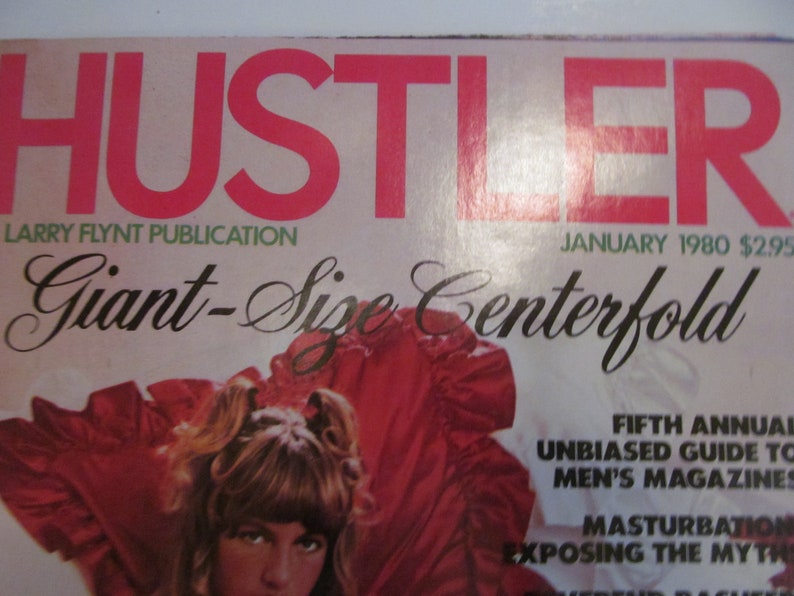 HUSTLER
LARRY FLYNT PUBLICATION
JANUARY 1980 $2.95
Giant-Size Centerfold
FIFTH ANNUAL
UNBIASED GUIDE TO
MEN'S MAGAZINES
MASTURBATION
EXPOSING THE MYTHS